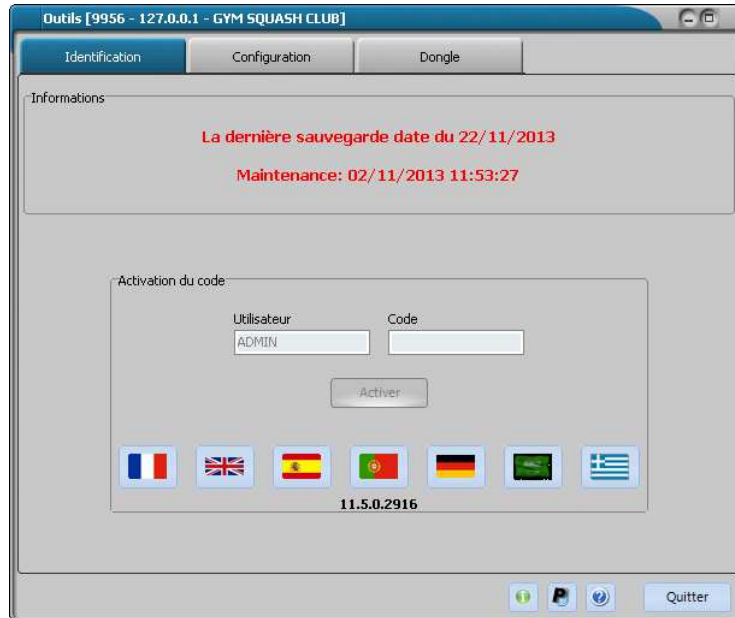 Outils [9956 - 127.0.0.1 - GYM SQUASH CLUB]
Identification Configuration Dongle
Informations
La dernière sauvegarde date du 22/11/2013
Maintenance: 02/11/2013 11:53:27
Activation du code
Utilisateur Code
ADMIN
Activer
11.5.0.2916
P Quitter